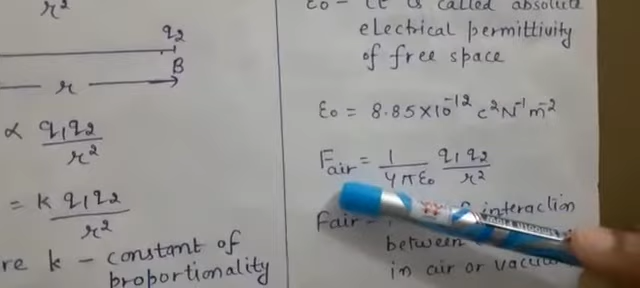 r²
q₂
B
r
∝ q₁q₂/r²
= k q₁q₂/r²
re k - constant of
proportionality
ε₀ - it is called absolute
electrical permittivity
of free space
ε₀ = 8.85×10⁻¹² c²N⁻¹m⁻²
Fair = 1/4πε₀ q₁q₂/r²
Fair - interaction
between
in air or vacuum